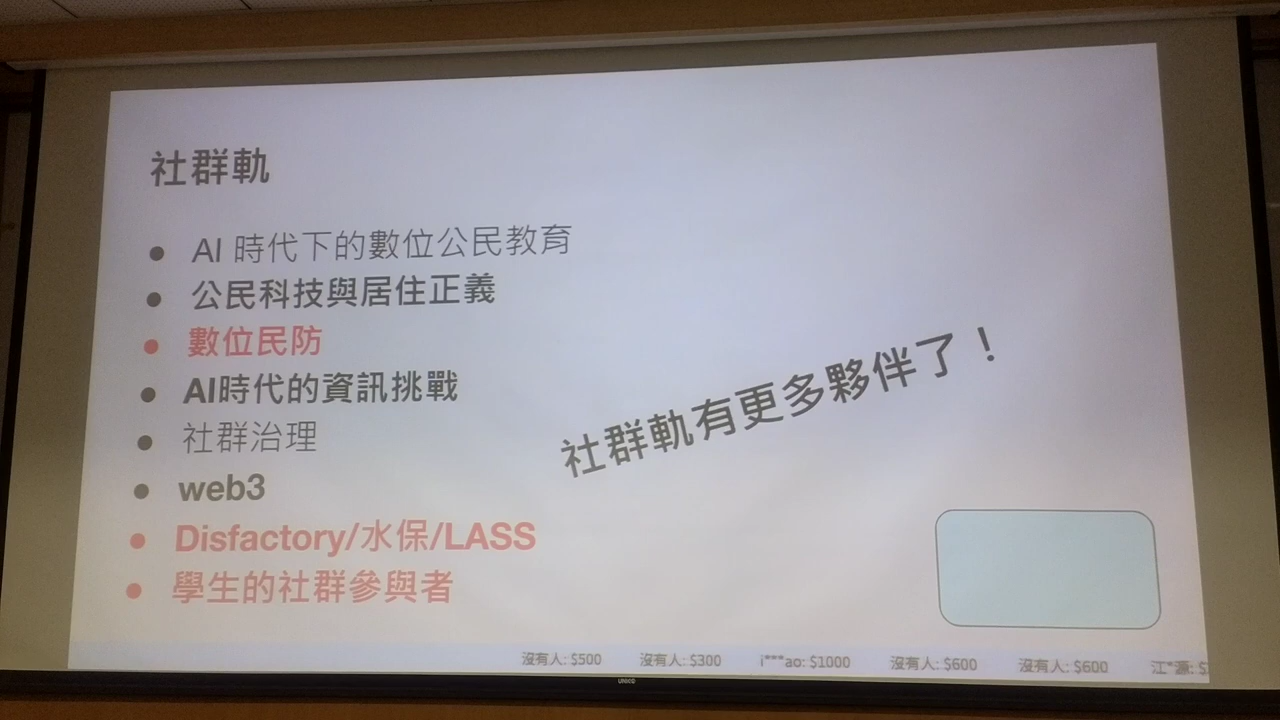 社群軌
AI 時代下的數位公民教育
公民科技與居住正義
數位民防
AI時代的資訊挑戰
社群治理
web3
Disfactory/水保/LASS
學生的社群參與者
社群軌有更多夥伴了！
沒有人: $500 沒有人: $300 i***ao: $1000 沒有人: $600 沒有人: $600 江*源: $